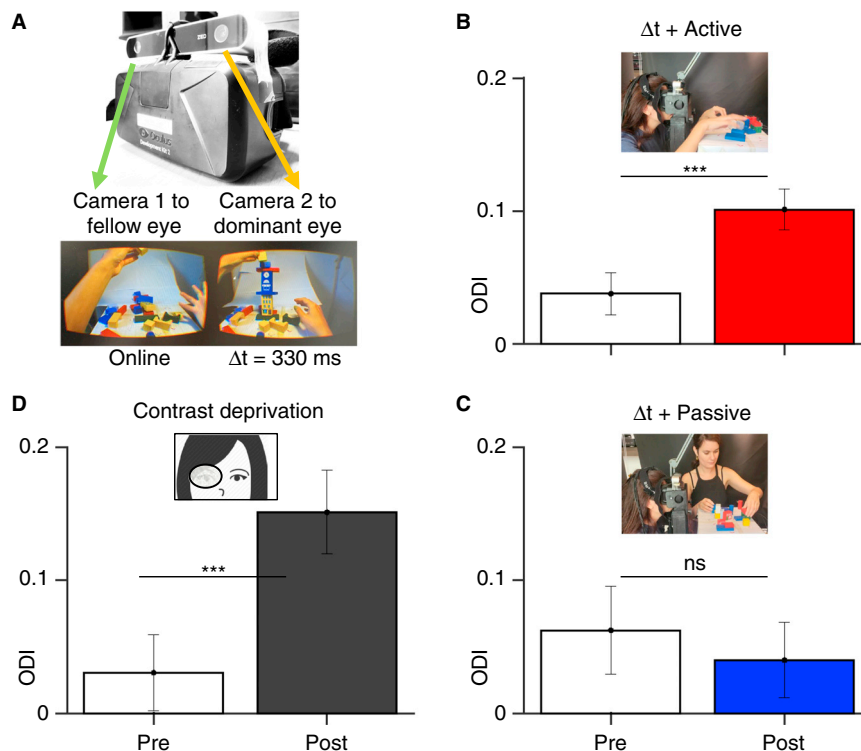 A
ZED
Oculus
Camera 1 to
fellow eye
Camera 2 to
dominant eye
Online
Δt = 330 ms
B
Δt + Active
0.2
***
0.1
ODI
0
D
Contrast deprivation
0.2
***
0.1
ODI
0
Pre
Post
C
Δt + Passive
0.2
ns
0.1
ODI
0
Pre
Post